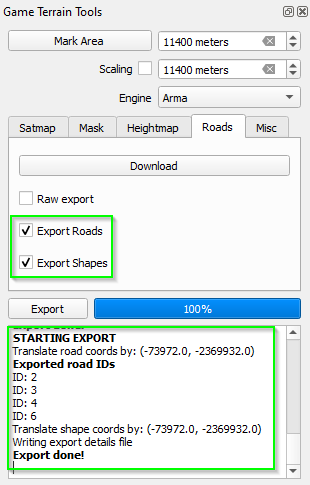 Game Terrain Tools
Mark Area
11400 meters
Scaling
11400 meters
Engine
Arma
Satmap
Mask
Heightmap
Roads
Misc
Download
Raw export
Export Roads
Export Shapes
Export
100%
STARTING EXPORT
Translate road coords by: (-73972.0, -2369932.0)
Exported road IDs
ID: 2
ID: 3
ID: 4
ID: 6
Translate shape coords by: (-73972.0, -2369932.0)
Writing export details file
Export done!